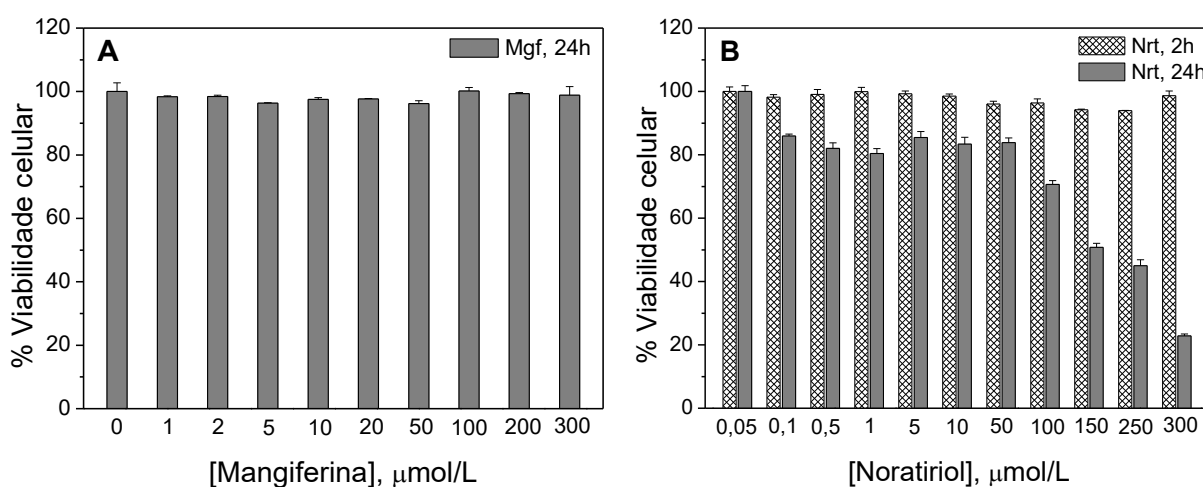 A
Mgf, 24h
% Viabilidade celular
120
100
80
60
40
20
0
0 1 2 5 10 20 50 100 200 300
[Mangiferina], μmol/L
B
Nrt, 2h
Nrt, 24h
% Viabilidade celular
120
100
80
60
40
20
0
0,05 0,1 0,5 1 5 10 50 100 150 250 300
[Noratiriol], μmol/L